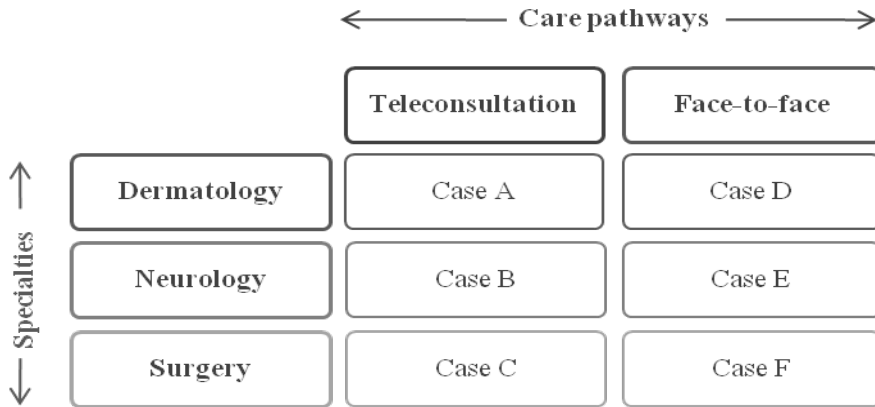 Care pathways
Teleconsultation Face-to-face
Dermatology Case A Case D
Neurology Case B Case E
Surgery Case C Case F
Specialties